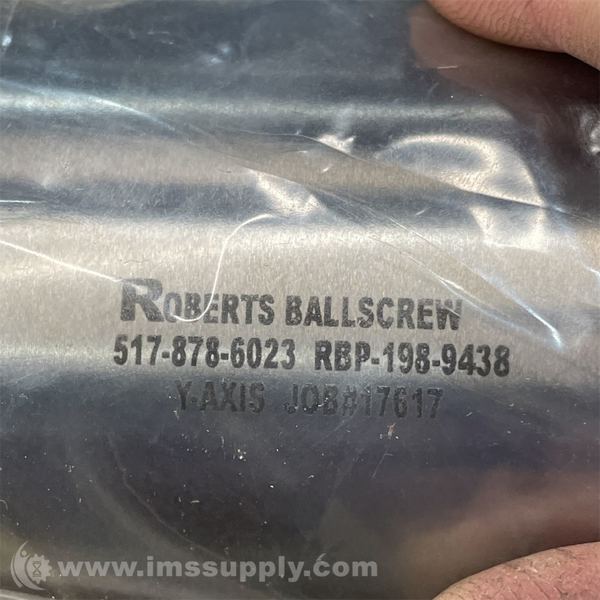 ROBERTS BALLSCREW
517-878-6023 RBP-198-9438
Y-AXIS JOB#17617
www.imssupply.com